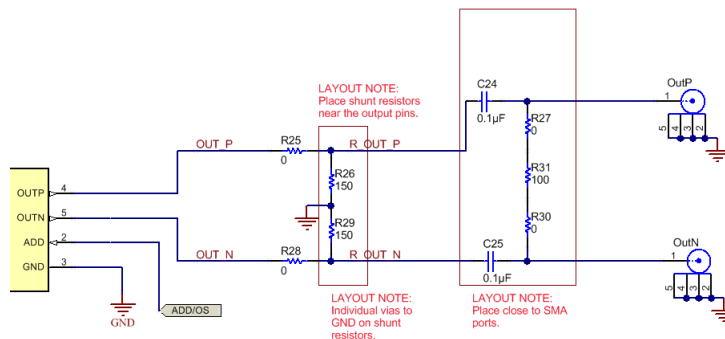 LAYOUT NOTE:
Place shunt resistors
near the output pins.
C24
0.1µF
OutP
1
5
4
3
2
R27
0
R25
0
OUT_P
R_OUT_P
R26
150
R31
100
OUTP
4
OUTN
5
ADD
2
GND
3
R29
150
R30
0
OUT_N
R28
0
R_OUT_N
C25
0.1µF
OutN
1
5
4
3
2
GND
ADD/OS
LAYOUT NOTE:
Individual vias to
GND on shunt
resistors.
LAYOUT NOTE:
Place close to SMA
ports.